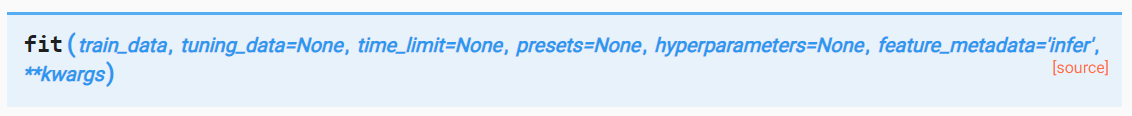 fit(train_data, tuning_data=None, time_limit=None, presets=None, hyperparameters=None, feature_metadata='infer',
**kwargs) [source]